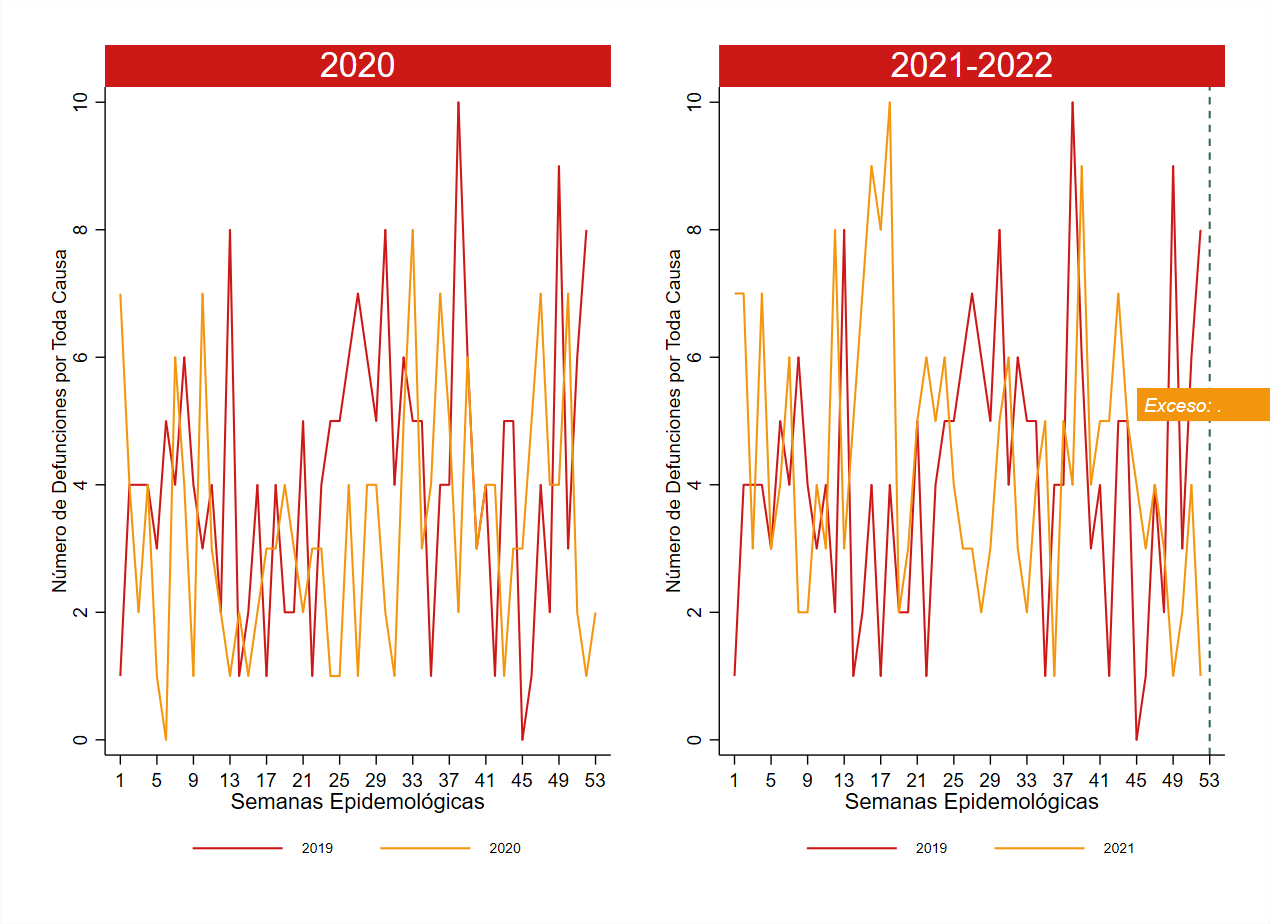 2020
Número de Defunciones por Toda Causa
10
8
6
4
2
0
1 5 9 13 17 21 25 29 33 37 41 45 49 53
Semanas Epidemológicas
2019 2020
2021-2022
Número de Defunciones por Toda Causa
10
8
6
4
2
0
Exceso: .
1 5 9 13 17 21 25 29 33 37 41 45 49 53
Semanas Epidemológicas
2019 2021